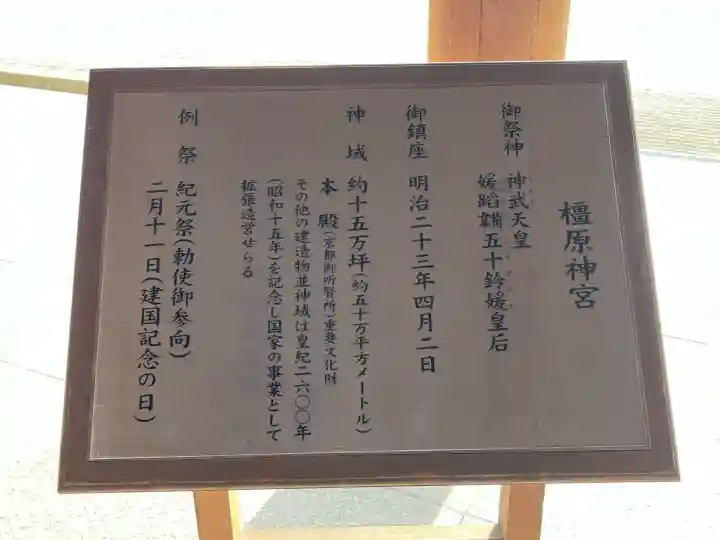 橿原神宮
御祭神 神武天皇
媛蹈韛五十鈴媛皇后
御鎮座 明治二十三年四月二日
神域 約十五万坪(約五十万平方メートル)
本殿(京都御所賢所)重要文化財
その他の建造物並神域は皇紀二六〇〇年
(昭和十五年)を記念し国家の事業として
拡張造営せらる
例祭 紀元祭(勅使御参向)
二月十一日(建国記念の日)